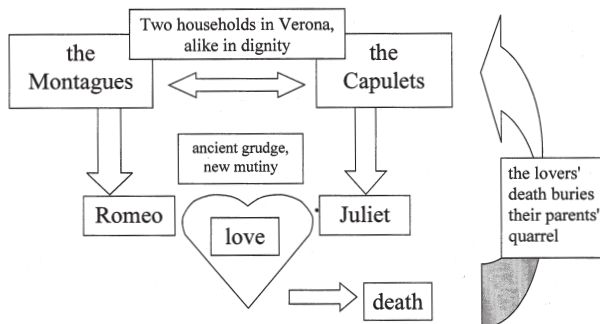 Two households in Verona,
alike in dignity
the
Montagues
the
Capulets
ancient grudge,
new mutiny
Romeo
love
Juliet
death
the lovers'
death buries
their parents'
quarrel